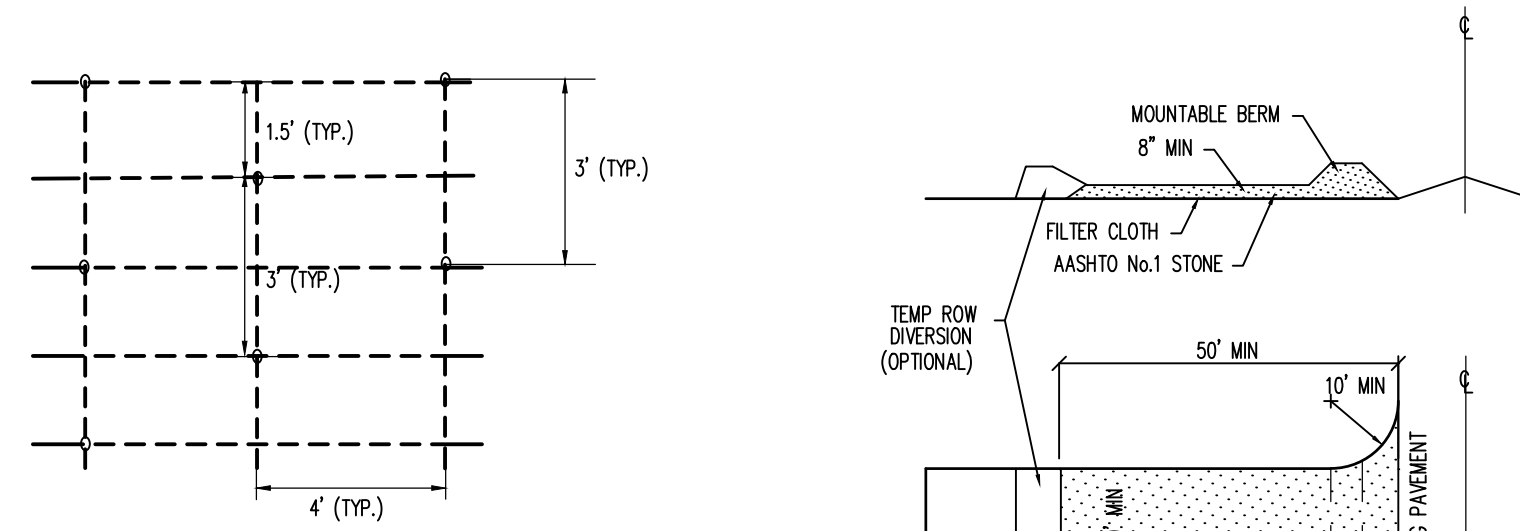 1.5' (TYP.)
3' (TYP.)
3' (TYP.)
4' (TYP.)
℄
MOUNTABLE BERM
8" MIN
FILTER CLOTH
AASHTO No.1 STONE
TEMP ROW
DIVERSION
(OPTIONAL)
50' MIN
℄
10' MIN
MIN
PAVEMENT